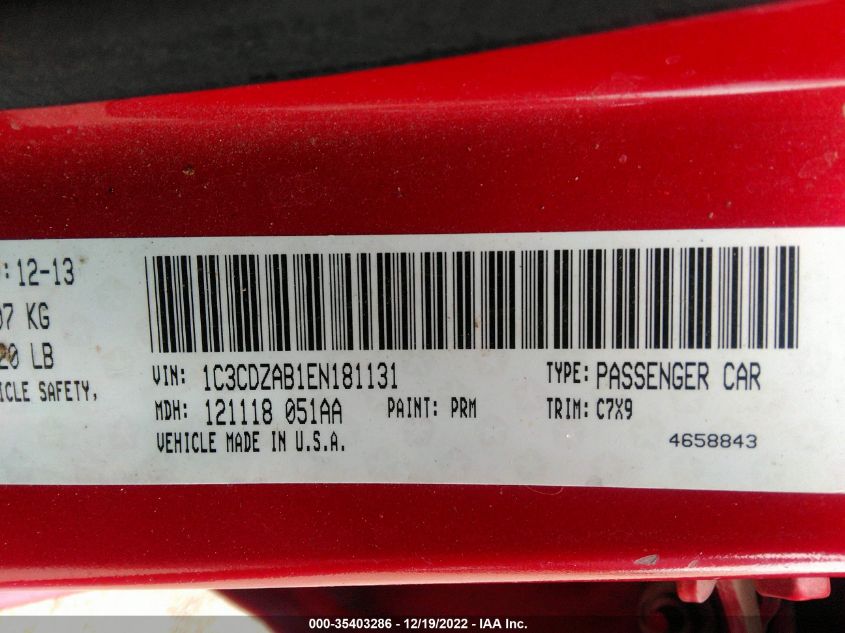 : 12-13
07 KG
20 LB
ICLE SAFETY,
VIN: 1C3CDZAB1EN181131 TYPE: PASSENGER CAR
MDH: 121118 051AA PAINT: PRM TRIM: C7X9
VEHICLE MADE IN U.S.A. 4658843
000-35403286 - 12/19/2022 - IAA Inc.